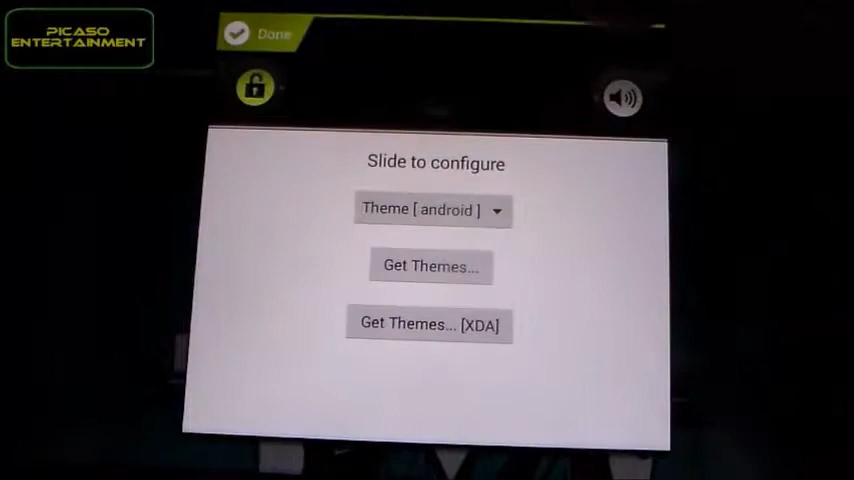 PICASO
ENTERTAINMENT
Done
Slide to configure
Theme [ android ]
Get Themes...
Get Themes... [XDA]